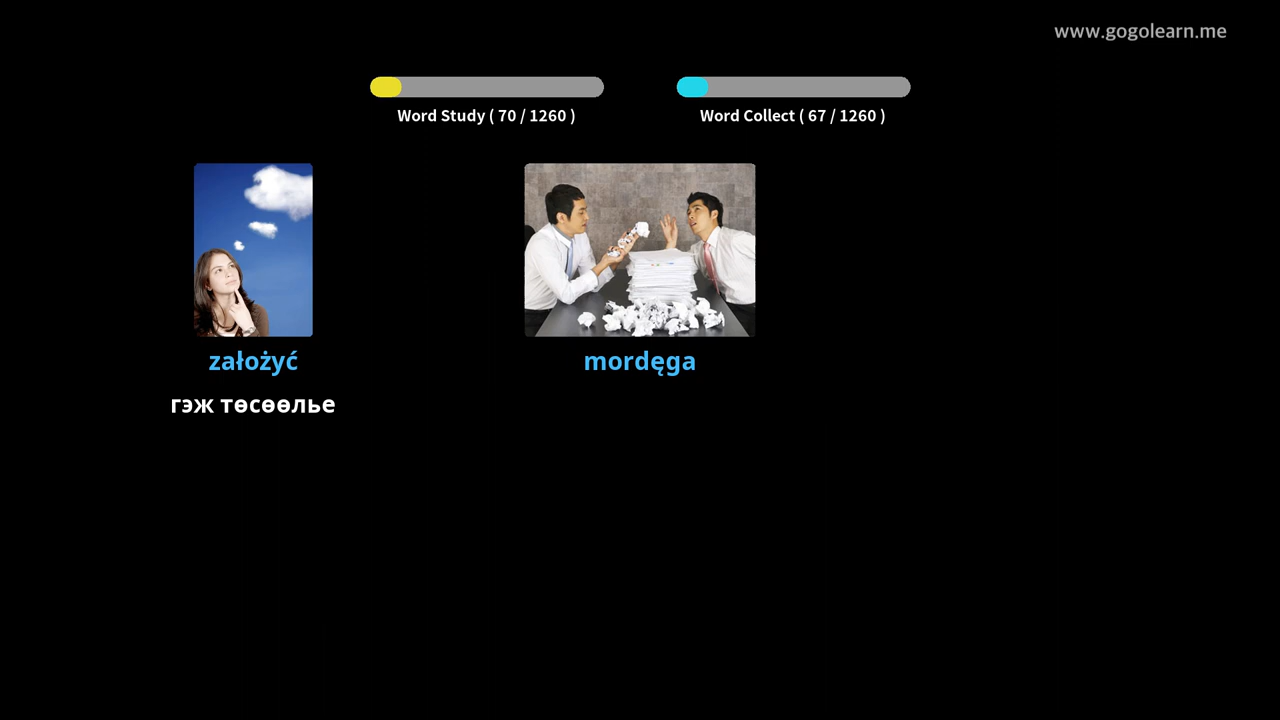 www.gogolearn.me
Word Study ( 70 / 1260 )
Word Collect ( 67 / 1260 )
założyć
mordęga
гэж төсөөлье